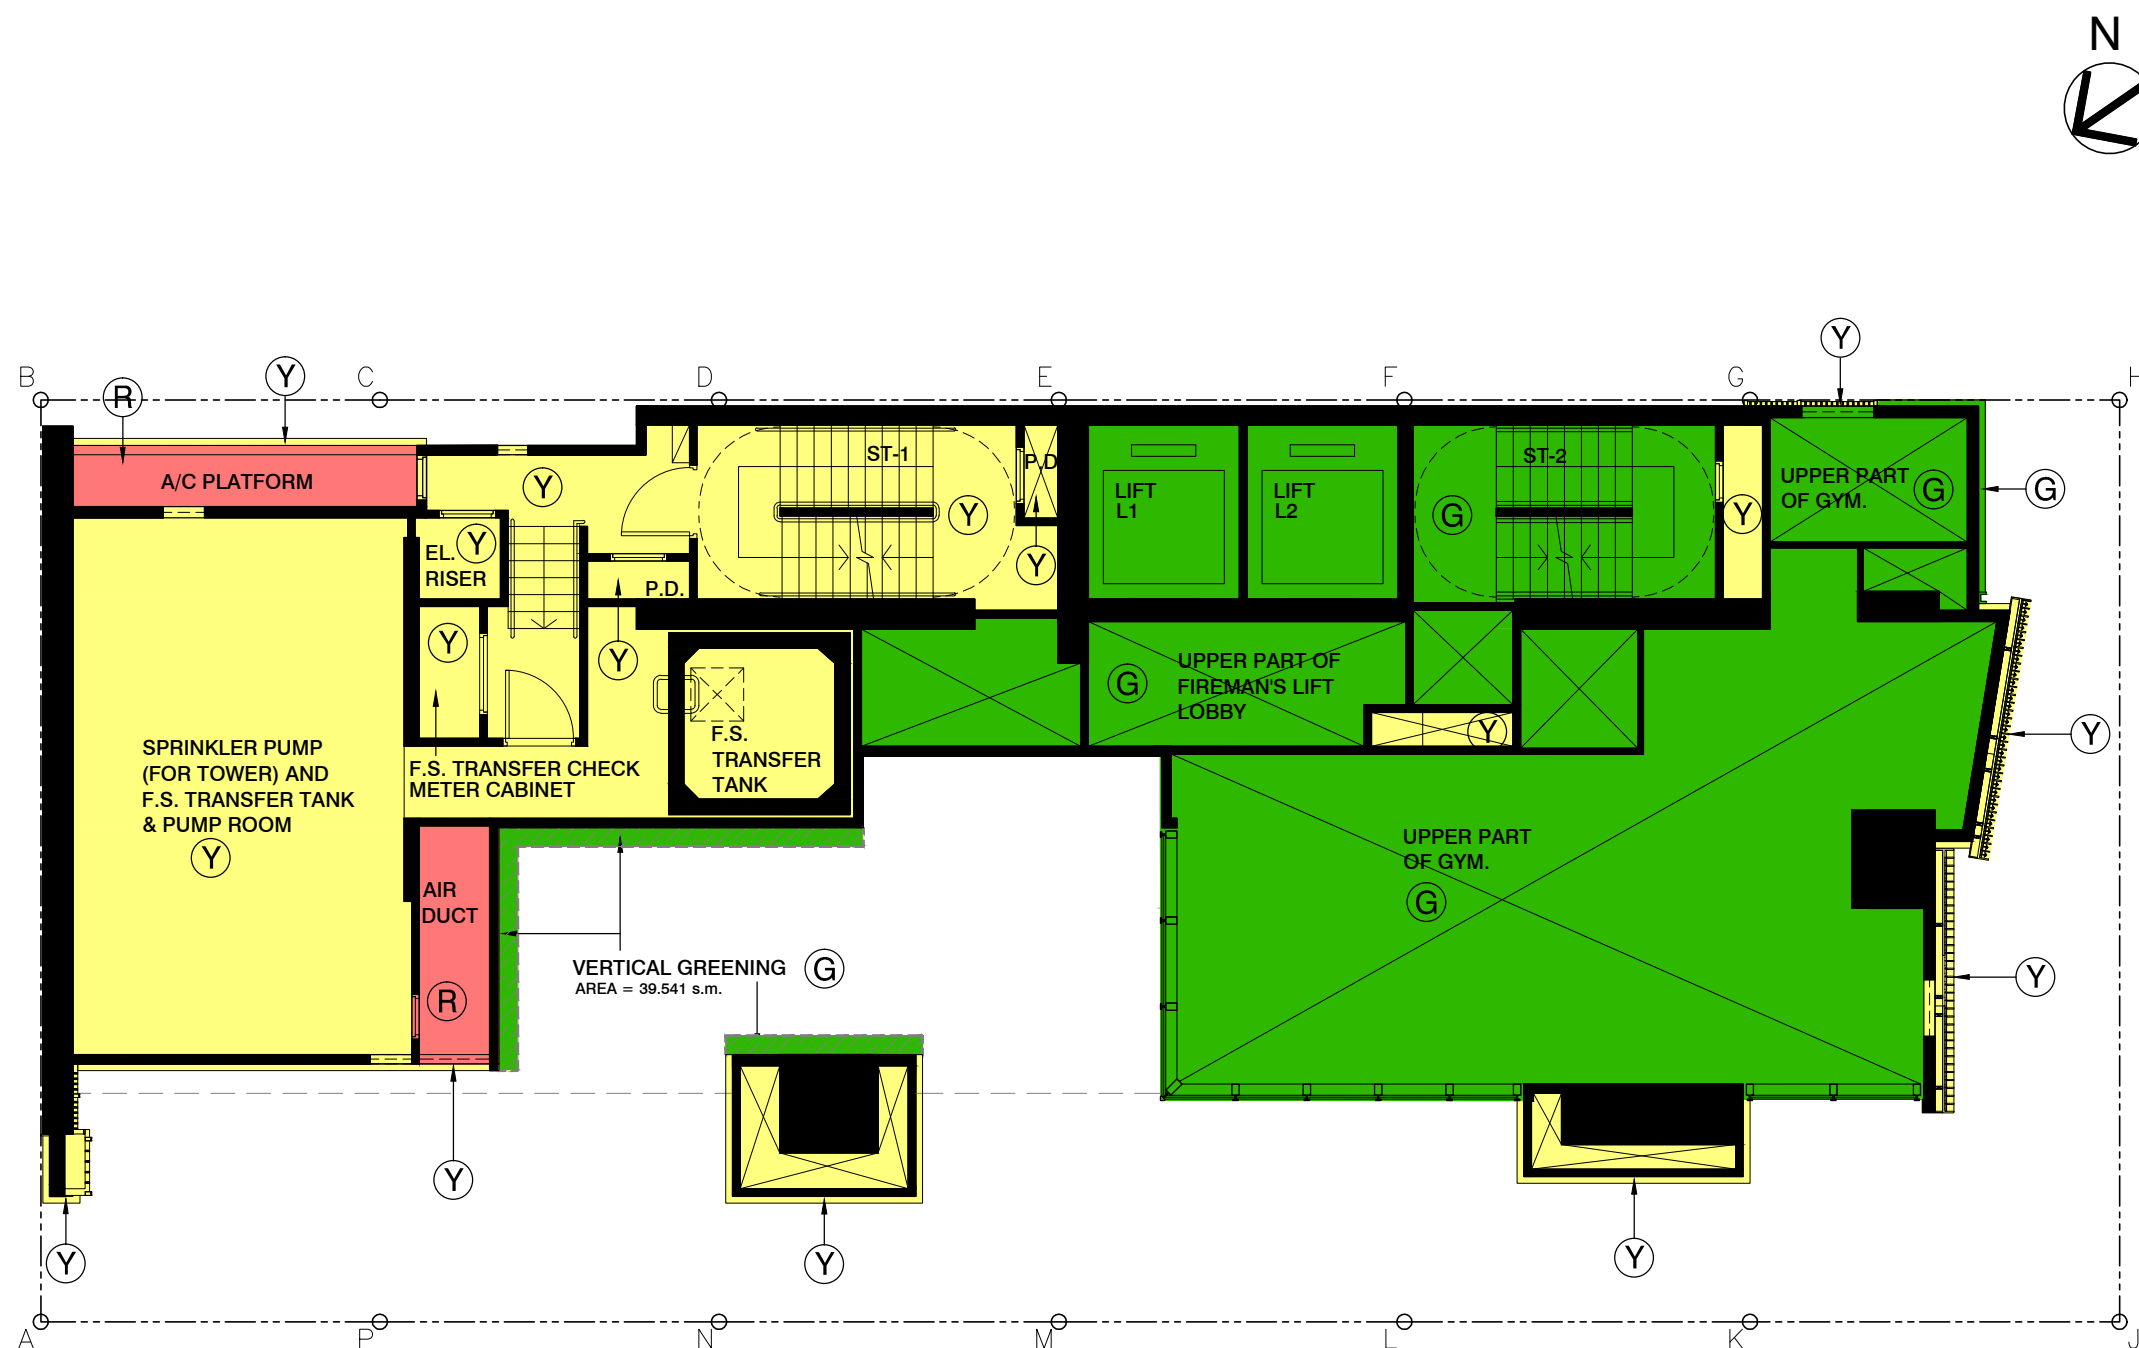 N
Y
Y
R
B
C
D
E
F
G
H
A/C PLATFORM
Y
ST-1
Y
P.D
Y
LIFT
L1
LIFT
L2
ST-2
G
Y
UPPER PART
OF GYM.
G
G
EL.
RISER
Y
P.D.
Y
Y
F.S.
TRANSFER
TANK
UPPER PART OF
FIREMAN'S LIFT
LOBBY
G
Y
Y
SPRINKLER PUMP
(FOR TOWER) AND
F.S. TRANSFER TANK
& PUMP ROOM
Y
F.S. TRANSFER CHECK
METER CABINET
UPPER PART
OF GYM.
G
AIR
DUCT
R
VERTICAL GREENING
AREA = 39.541 s.m.
G
Y
Y
Y
Y
Y
A
P
N
M
L
K
J